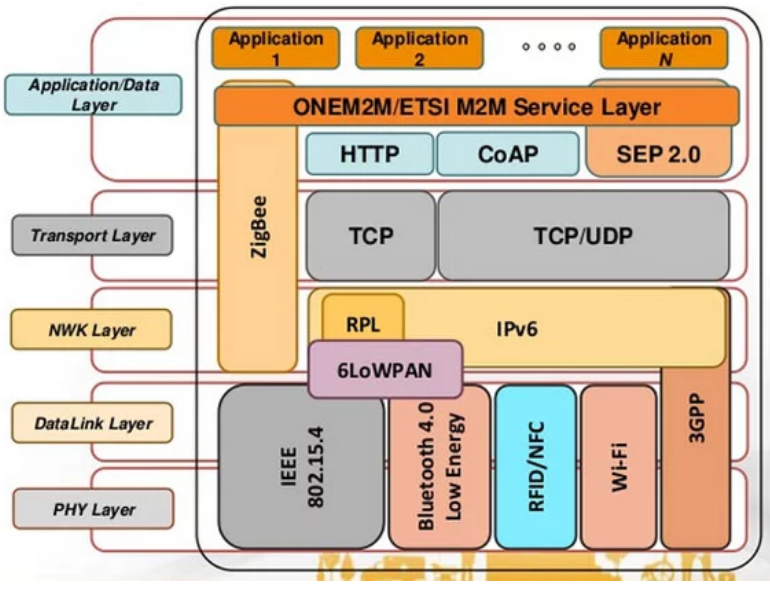 Application
1
Application
2
Application
N
Application/Data
Layer
ONEM2M/ETSI M2M Service Layer
HTTP
CoAP
SEP 2.0
ZigBee
Transport Layer
TCP
TCP/UDP
NWK Layer
RPL
IPv6
6LoWPAN
DataLink Layer
IEEE
802.15.4
Bluetooth 4.0
Low Energy
RFID/NFC
Wi-Fi
3GPP
PHY Layer